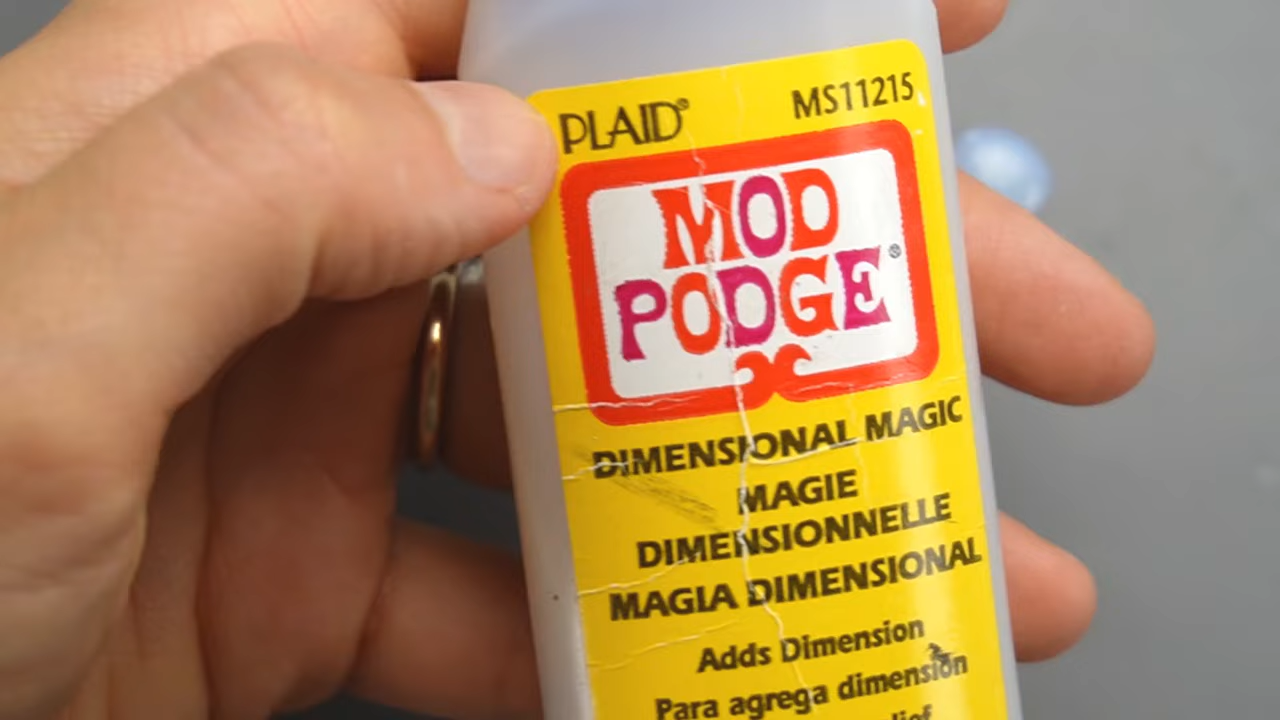 PLAID® MS11215
MOD
PODGE®
DIMENSIONAL MAGIC
MAGIE
DIMENSIONNELLE
MAGIA DIMENSIONAL
Adds Dimension
Para agrega dimensión